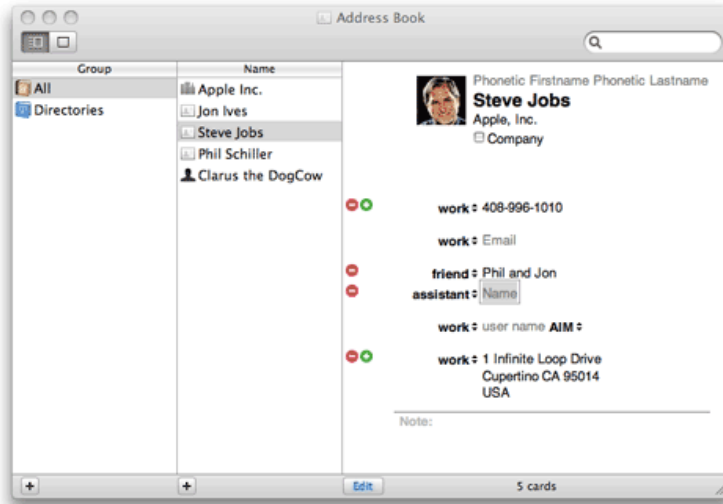 Address Book
Group
All
Directories
Name
Apple Inc.
Jon Ives
Steve Jobs
Phil Schiller
Clarus the DogCow
Phonetic Firstname Phonetic Lastname
Steve Jobs
Apple, Inc.
Company
work 408-996-1010
work Email
friend Phil and Jon
assistant Name
work user name AIM
work 1 Infinite Loop Drive
Cupertino CA 95014
USA
Note:
Edit
5 cards